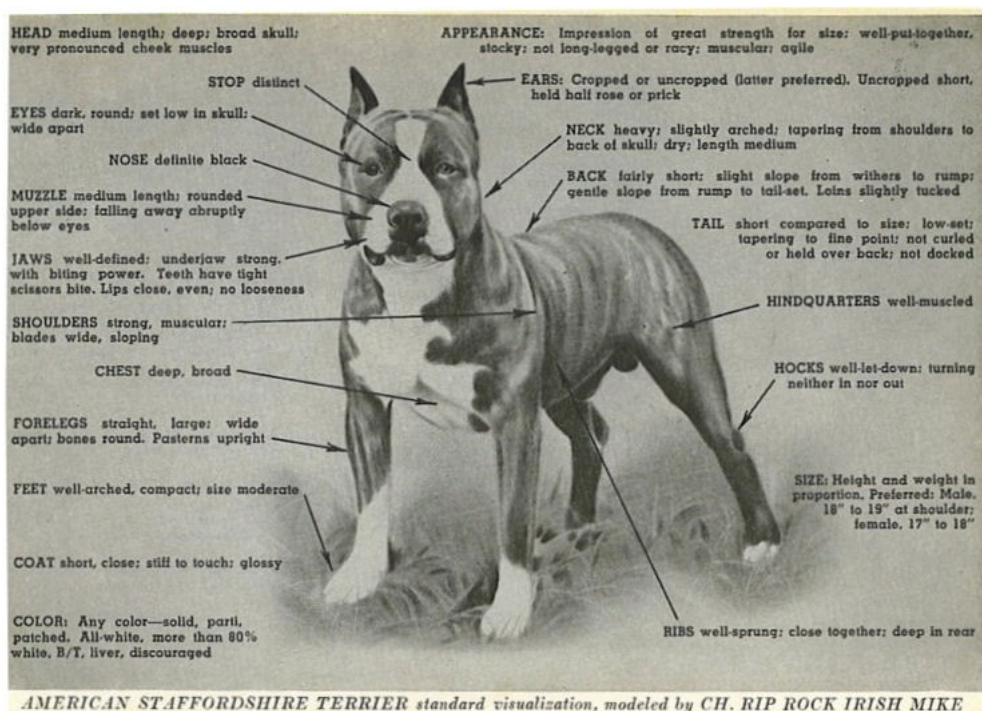 HEAD medium length; deep; broad skull;
very pronounced cheek muscles
APPEARANCE: Impression of great strength for size; well-put-together,
stocky; not long-legged or racy; muscular; agile
STOP distinct
EARS: Cropped or uncropped (latter preferred). Uncropped short,
held half rose or prick
EYES dark, round; set low in skull;
wide apart
NECK heavy; slightly arched; tapering from shoulders to
back of skull; dry; length medium
NOSE definite black
BACK fairly short; slight slope from withers to rump;
gentle slope from rump to tail-set. Loins slightly tucked
MUZZLE medium length; rounded
upper side; falling away abruptly
below eyes
TAIL short compared to size; low-set;
tapering to fine point; not curled
or held over back; not docked
JAWS well-defined; underjaw strong,
with biting power. Teeth have tight
scissors bite. Lips close, even; no looseness
HINDQUARTERS well-muscled
SHOULDERS strong, muscular;
blades wide, sloping
CHEST deep, broad
HOCKS well-let-down; turning
neither in nor out
FORELEGS straight, large; wide
apart; bones round. Pasterns upright
FEET well-arched, compact; size moderate
SIZE: Height and weight in
proportion. Preferred: Male,
18" to 19" at shoulder;
female, 17" to 18"
COAT short, close; stiff to touch; glossy
COLOR: Any color—solid, parti,
patched. All-white, more than 80%
white, B/T, liver, discouraged
RIBS well-sprung; close together; deep in rear
AMERICAN STAFFORDSHIRE TERRIER standard visualization, modeled by CH. RIP ROCK IRISH MIKE